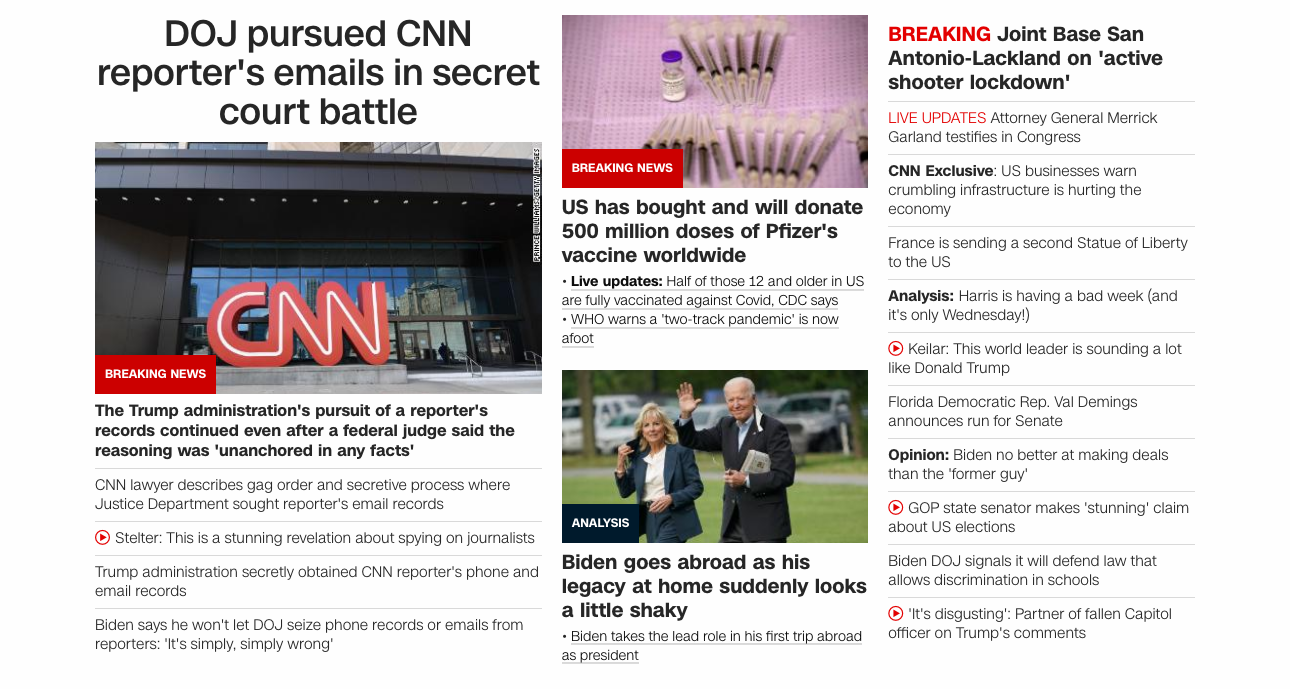 DOJ pursued CNN
reporter's emails in secret
court battle
PRINCE WILLIAMS/GETTY IMAGES
CNN
BREAKING NEWS
The Trump administration's pursuit of a reporter's
records continued even after a federal judge said the
reasoning was 'unanchored in any facts'
CNN lawyer describes gag order and secretive process where
Justice Department sought reporter's email records
Stelter: This is a stunning revelation about spying on journalists
Trump administration secretly obtained CNN reporter's phone and
email records
Biden says he won't let DOJ seize phone records or emails from
reporters: 'It's simply, simply wrong'
BREAKING NEWS
US has bought and will donate
500 million doses of Pfizer's
vaccine worldwide
• Live updates: Half of those 12 and older in US
are fully vaccinated against Covid, CDC says
• WHO warns a 'two-track pandemic' is now
afoot
ANALYSIS
Biden goes abroad as his
legacy at home suddenly looks
a little shaky
• Biden takes the lead role in his first trip abroad
as president
BREAKING Joint Base San
Antonio-Lackland on 'active
shooter lockdown'
LIVE UPDATES Attorney General Merrick
Garland testifies in Congress
CNN Exclusive: US businesses warn
crumbling infrastructure is hurting the
economy
France is sending a second Statue of Liberty
to the US
Analysis: Harris is having a bad week (and
it's only Wednesday!)
Keilar: This world leader is sounding a lot
like Donald Trump
Florida Democratic Rep. Val Demings
announces run for Senate
Opinion: Biden no better at making deals
than the 'former guy'
GOP state senator makes 'stunning' claim
about US elections
Biden DOJ signals it will defend law that
allows discrimination in schools
'It's disgusting': Partner of fallen Capitol
officer on Trump's comments